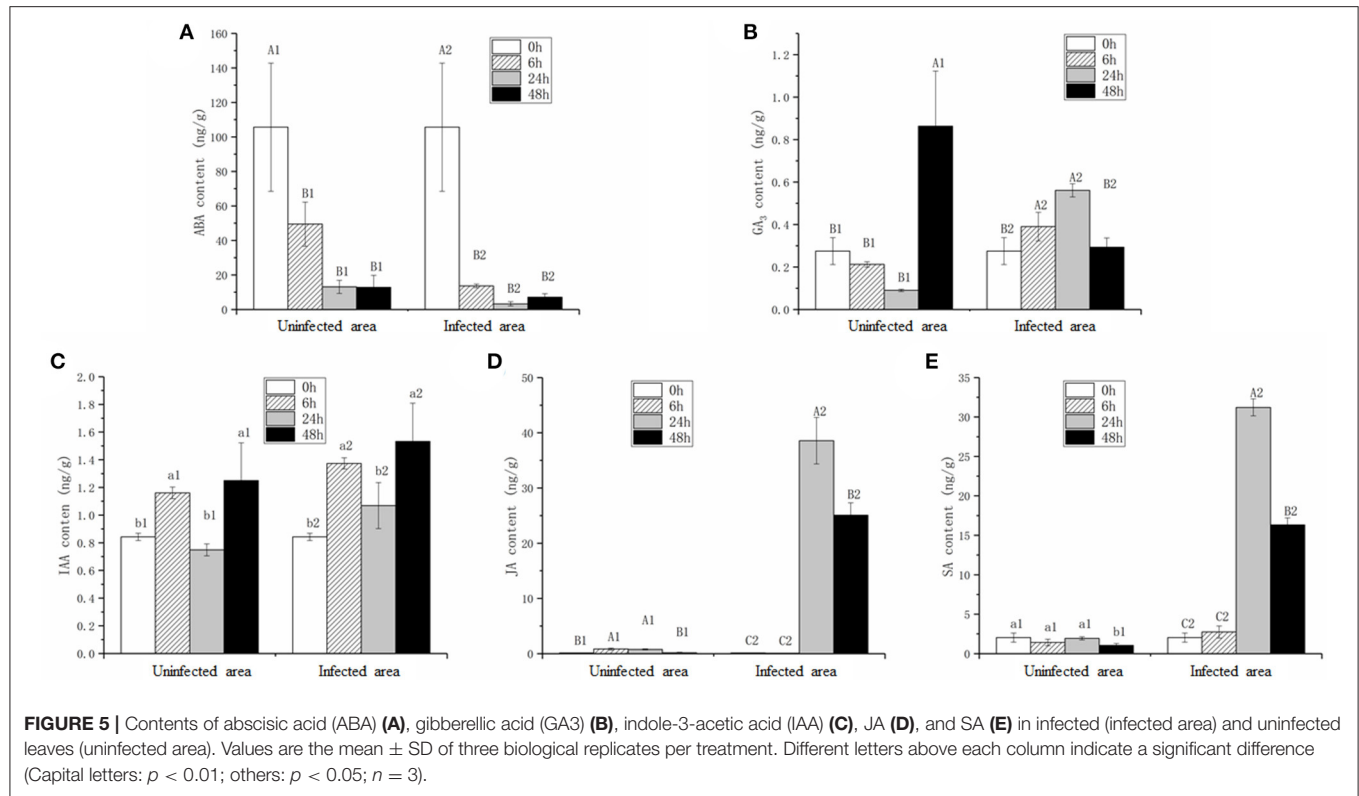 A
160
140
120
100
80
60
40
20
0
ABA content (ng/g)
A1
B1
B1
B1
A2
B2
B2
B2
0h
6h
24h
48h
Uninfected area
Infected area
B
1.2
1.0
0.8
0.6
0.4
0.2
0.0
GA3 content (ng/g)
B1
B1
B1
A1
B2
A2
A2
B2
0h
6h
24h
48h
Uninfected area
Infected area
C
2.0
1.8
1.6
1.4
1.2
1.0
0.8
0.6
0.4
0.2
0.0
IAA conten (ng/g)
b1
a1
b1
a1
b2
a2
b2
a2
0h
6h
24h
48h
Uninfected area
Infected area
D
50
40
30
20
10
0
JA content (ng/g)
B1
A1
A1
B1
C2
C2
A2
B2
0h
6h
24h
48h
Uninfected area
Infected area
E
35
30
25
20
15
10
5
0
SA content (ng/g)
a1
a1
a1
b1
C2
C2
A2
B2
0h
6h
24h
48h
Uninfected area
Infected area
FIGURE 5 | Contents of abscisic acid (ABA) (A), gibberellic acid (GA3) (B), indole-3-acetic acid (IAA) (C), JA (D), and SA (E) in infected (infected area) and uninfected
leaves (uninfected area). Values are the mean ± SD of three biological replicates per treatment. Different letters above each column indicate a significant difference
(Capital letters: p < 0.01; others: p < 0.05; n = 3).